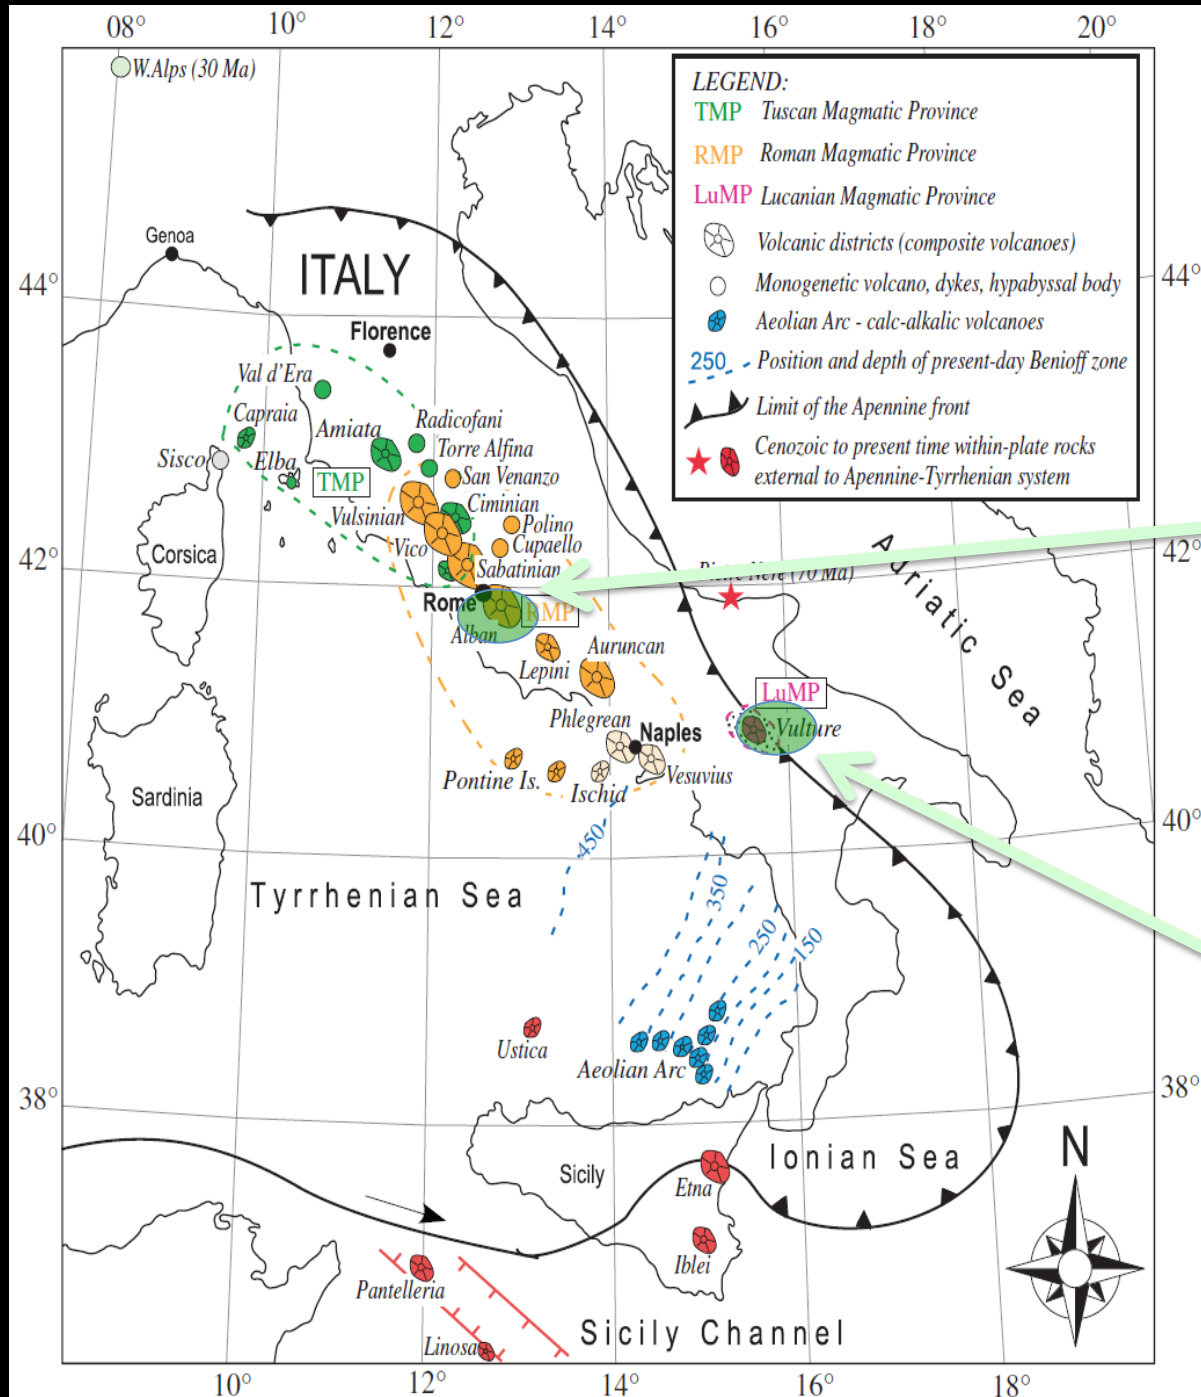 08°
10°
12°
14°
16°
18°
20°
W.Alps (30 Ma)
LEGEND:
TMP Tuscan Magmatic Province
RMP Roman Magmatic Province
LuMP Lucanian Magmatic Province
Volcanic districts (composite volcanoes)
Monogenetic volcano, dykes, hypabyssal body
Aeolian Arc - calc-alkalic volcanoes
250 Position and depth of present-day Benioff zone
Limit of the Apennine front
Cenozoic to present time within-plate rocks
external to Apennine-Tyrrhenian system
Genoa
ITALY
44°
44°
Florence
Val d'Era
Capraia
Amiata
Radicofani
Torre Alfina
Sisco
Elba
TMP
San Venanzo
Vulsinian
Ciminian
Polino
Corsica
Vico
Cupaello
42°
42°
Sabatinian
Pietre Nere (70 Ma)
Adriatic Sea
Rome
RMP
Alban
Lepini
Auruncan
LuMP
Phlegrean
Naples
Vulture
Pontine Is.
Ischid
Vesuvius
Sardinia
40°
40°
450
Tyrrhenian Sea
350
250
150
Ustica
Aeolian Arc
38°
38°
Sicily
Ionian Sea
N
Etna
Iblei
Pantelleria
Linosa
Sicily Channel
10°
12°
14°
16°
18°